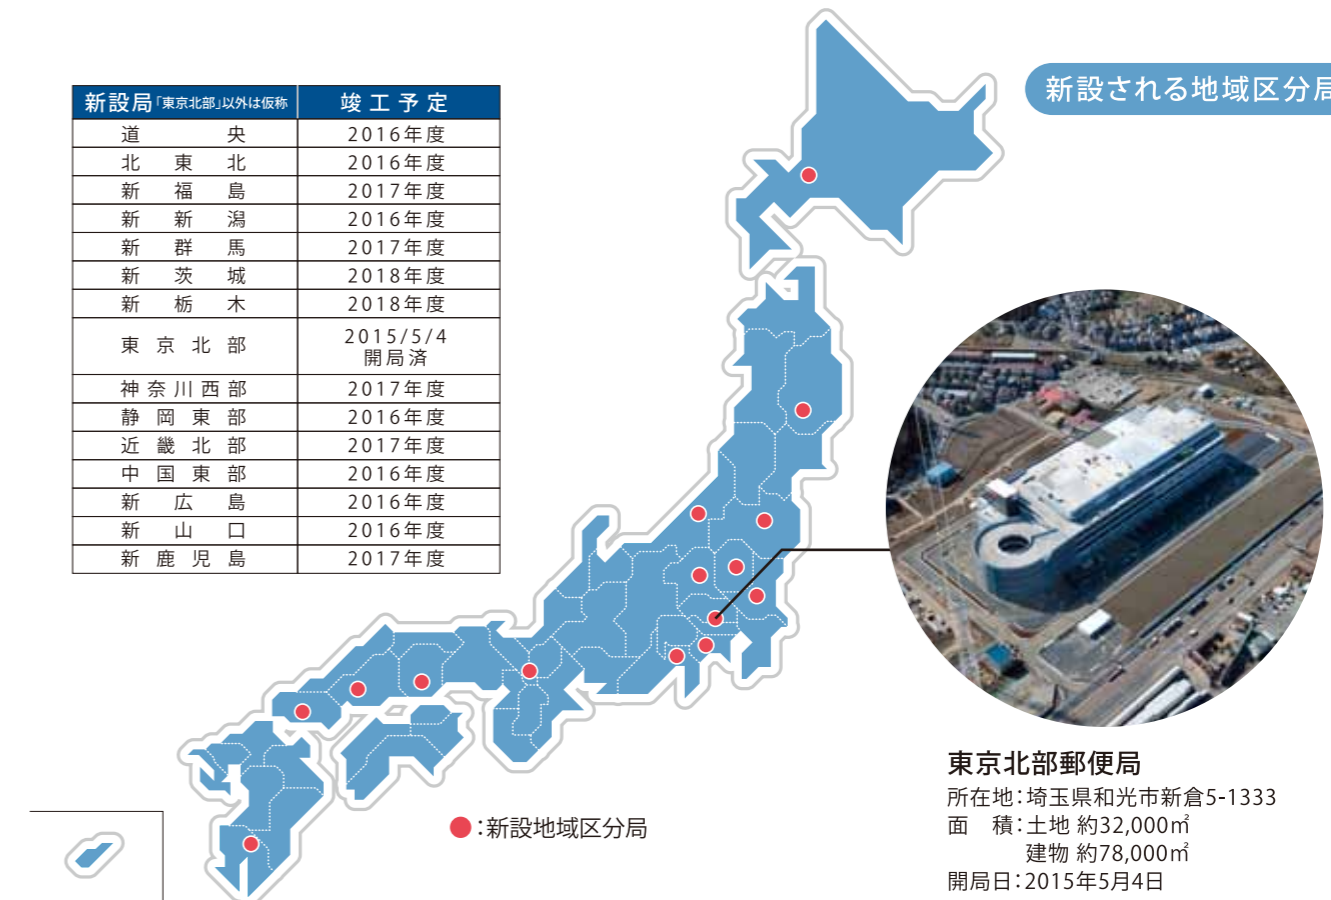 新設される地域区分局
新設局「東京北部」以外は仮称 竣工予定
道央 2016年度
北東北 2016年度
新福島 2017年度
新新潟 2016年度
新群馬 2017年度
新茨城 2018年度
新栃木 2018年度
東京北部 2015/5/4
開局済
神奈川西部 2017年度
静岡東部 2016年度
近畿北部 2017年度
中国東部 2016年度
新広島 2016年度
新山口 2016年度
新鹿児島 2017年度
:新設地域区分局
東京北部郵便局
所在地:埼玉県和光市新倉5-1333
面 積:土地 約32,000㎡
建物 約78,000㎡
開局日:2015年5月4日